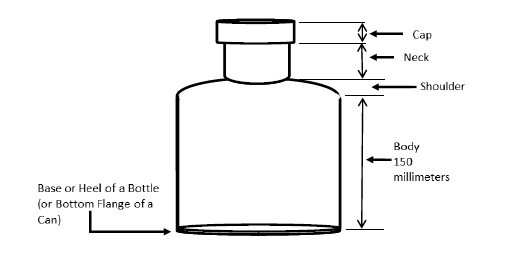 Cap
Neck
Shoulder
Body
150
millimeters
Base or Heel of a Bottle
(or Bottom Flange of a
Can)